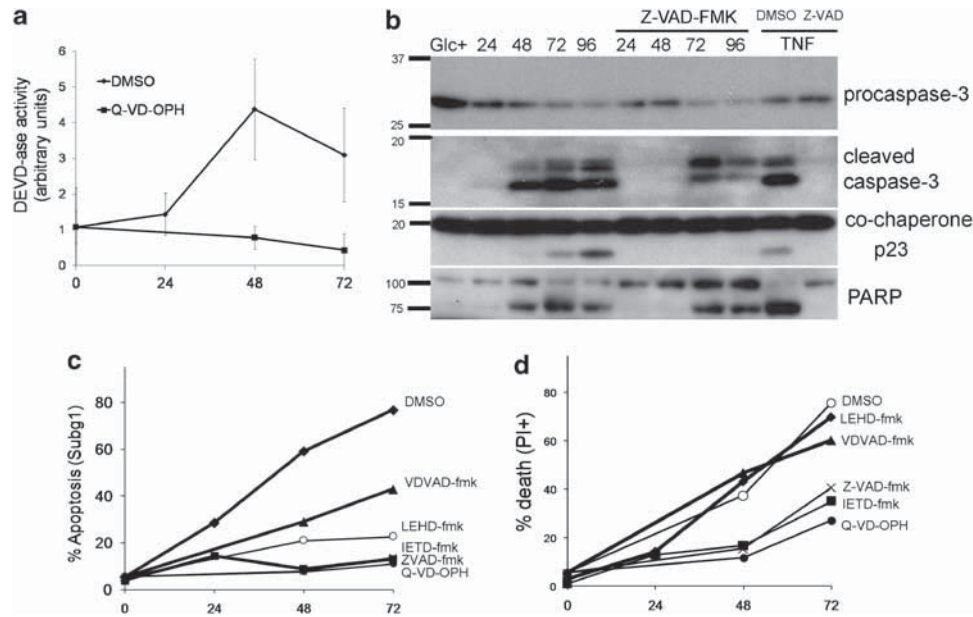 a
DEVD-ase activity
(arbitrary units)
6
5
4
3
2
1
0
DMSO
Q-VD-OPH
0 24 48 72
b
Z-VAD-FMK
DMSO Z-VAD
Glc+ 24 48 72 96 24 48 72 96 TNF
37
25
procaspase-3
20
15
cleaved
caspase-3
20
co-chaperone
p23
100
75
PARP
c
% Apoptosis (Subg1)
80
60
40
20
0
DMSO
VDVAD-fmk
LEHD-fmk
IETD-fmk
ZVAD-fmk
Q-VD-OPH
0 24 48 72
d
% death (PI+)
80
60
40
20
0
DMSO
LEHD-fmk
VDVAD-fmk
Z-VAD-fmk
IETD-fmk
Q-VD-OPH
0 24 48 72